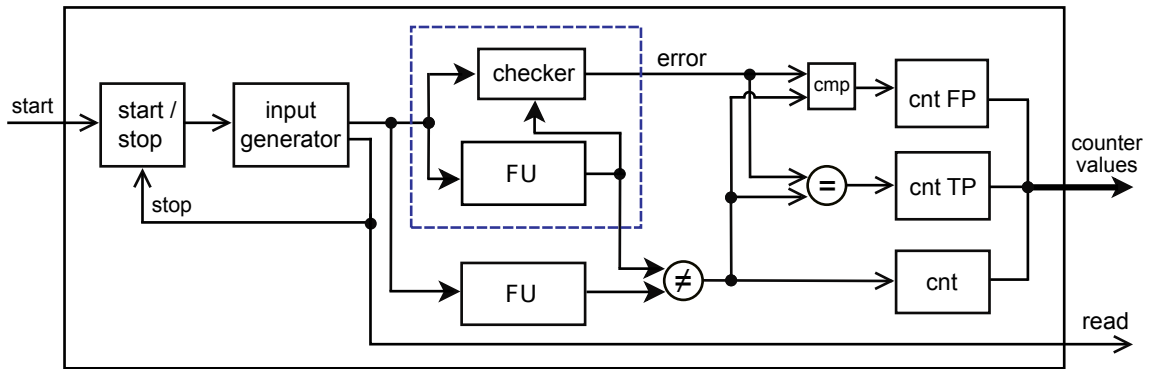 start
start /
stop
input
generator
stop
checker
FU
FU
error
cmp
=
≠
cnt FP
cnt TP
cnt
counter
values
read